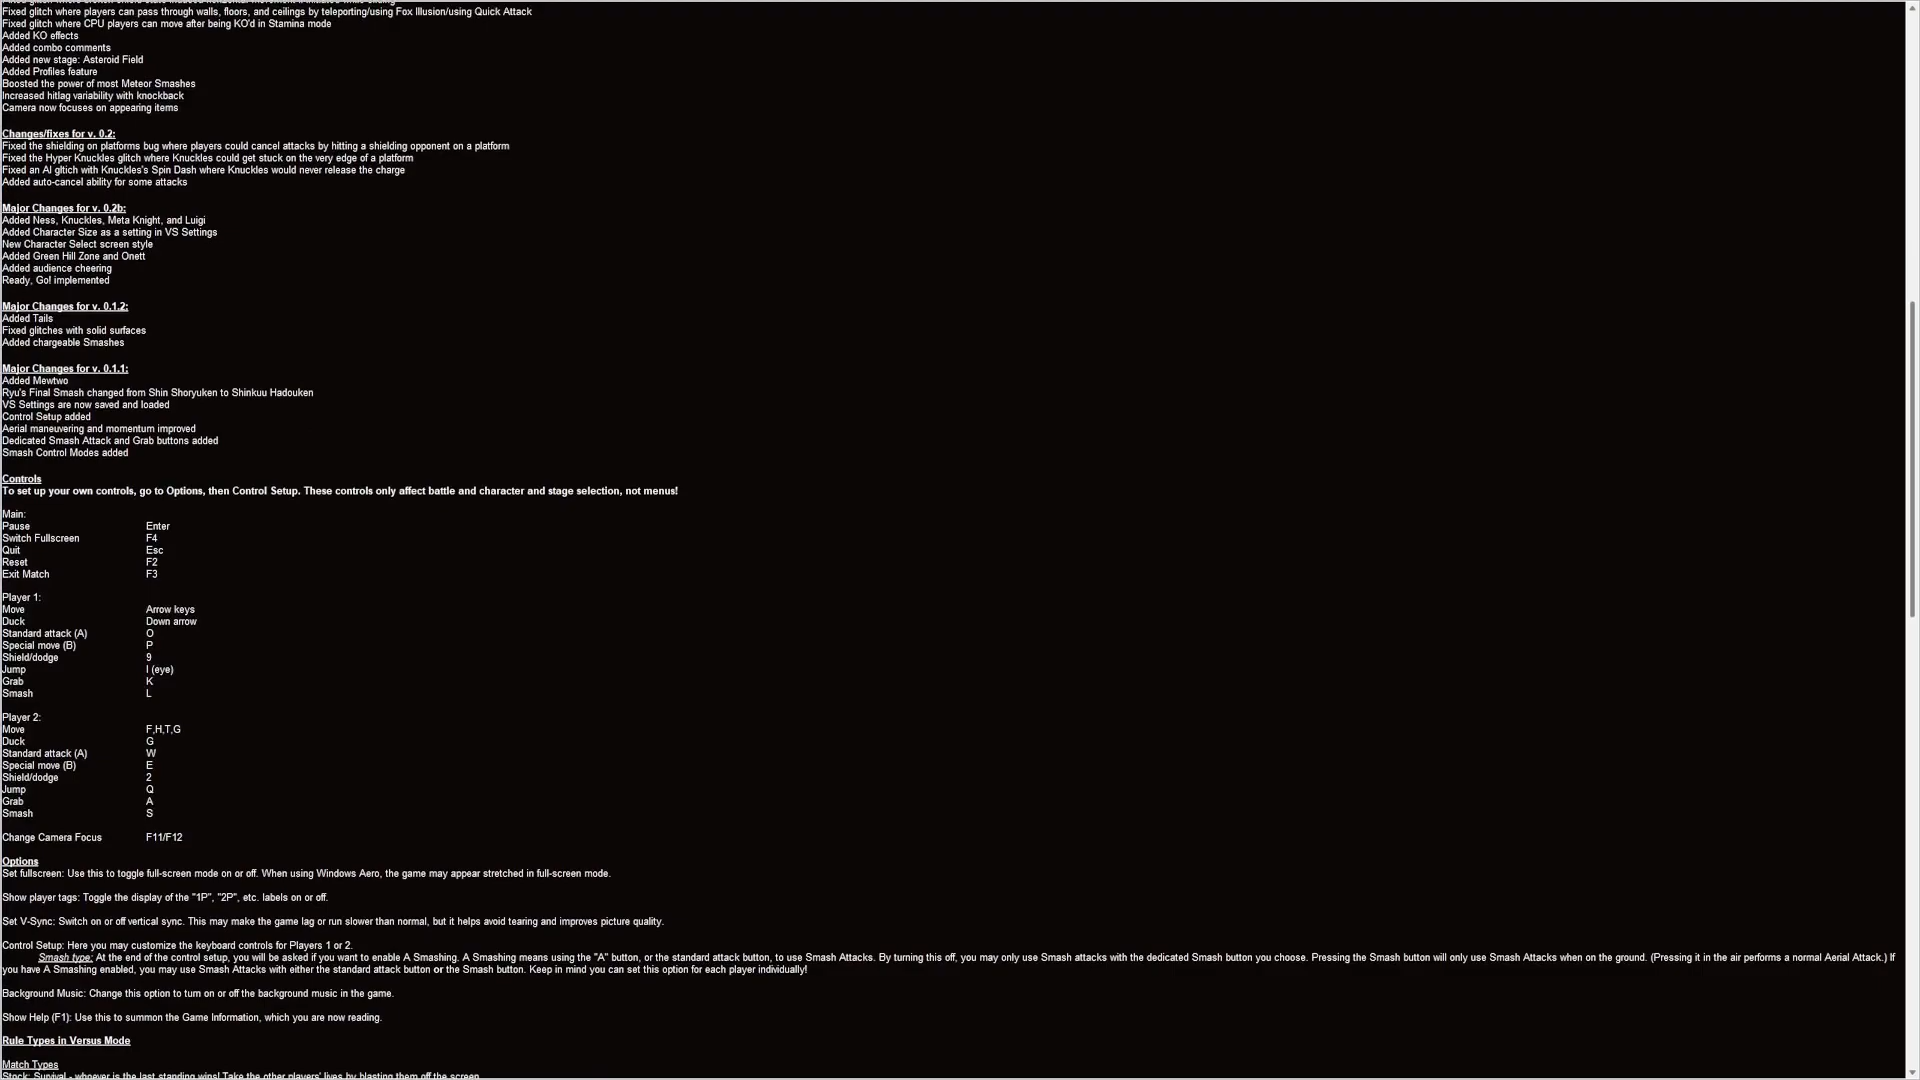 Fixed glitch where players can pass through walls, floors, and ceilings by teleporting/using Fox Illusion/using Quick Attack
Fixed glitch where CPU players can move after being KO'd in Stamina mode
Added KO effects
Added combo comments
Added new stage: Asteroid Field
Added Profiles feature
Boosted the power of most Meteor Smashes
Increased hitlag variability with knockback
Camera now focuses on appearing items
Changes/fixes for v. 0.2:
Fixed the shielding on platforms bug where players could cancel attacks by hitting a shielding opponent on a platform
Fixed the Hyper Knuckles glitch where Knuckles could get stuck on the very edge of a platform
Fixed an AI gltich with Knuckles's Spin Dash where Knuckles would never release the charge
Added auto-cancel ability for some attacks
Major Changes for v. 0.2b:
Added Ness, Knuckles, Meta Knight, and Luigi
Added Character Size as a setting in VS Settings
New Character Select screen style
Added Green Hill Zone and Onett
Added audience cheering
Ready, Go! implemented
Major Changes for v. 0.1.2:
Added Tails
Fixed glitches with solid surfaces
Added chargeable Smashes
Major Changes for v. 0.1.1:
Added Mewtwo
Ryu's Final Smash changed from Shin Shoryuken to Shinkuu Hadouken
VS Settings are now saved and loaded
Control Setup added
Aerial maneuvering and momentum improved
Dedicated Smash Attack and Grab buttons added
Smash Control Modes added
Controls
To set up your own controls, go to Options, then Control Setup. These controls only affect battle and character and stage selection, not menus!
Main:
Pause Enter
Switch Fullscreen F4
Quit Esc
Reset F2
Exit Match F3
Player 1:
Move Arrow keys
Duck Down arrow
Standard attack (A) O
Special move (B) P
Shield/dodge 9
Jump I (eye)
Grab K
Smash L
Player 2:
Move F,H,T,G
Duck G
Standard attack (A) W
Special move (B) E
Shield/dodge 2
Jump Q
Grab A
Smash S
Change Camera Focus F11/F12
Options
Set fullscreen: Use this to toggle full-screen mode on or off. When using Windows Aero, the game may appear stretched in full-screen mode.
Show player tags: Toggle the display of the "1P", "2P", etc. labels on or off.
Set V-Sync: Switch on or off vertical sync. This may make the game lag or run slower than normal, but it helps avoid tearing and improves picture quality.
Control Setup: Here you may customize the keyboard controls for Players 1 or 2.
Smash type: At the end of the control setup, you will be asked if you want to enable A Smashing. A Smashing means using the "A" button, or the standard attack button, to use Smash Attacks. By turning this off, you may only use Smash attacks with the dedicated Smash button you choose. Pressing the Smash button will only use Smash Attacks when on the ground. (Pressing it in the air performs a normal Aerial Attack.) If
you have A Smashing enabled, you may use Smash Attacks with either the standard attack button or the Smash button. Keep in mind you can set this option for each player individually!
Background Music: Change this option to turn on or off the background music in the game.
Show Help (F1): Use this to summon the Game Information, which you are now reading.
Rule Types in Versus Mode
Match Types
Stock: Survival - whoever is the last standing wins! Take the other players' lives by blasting them off the screen.